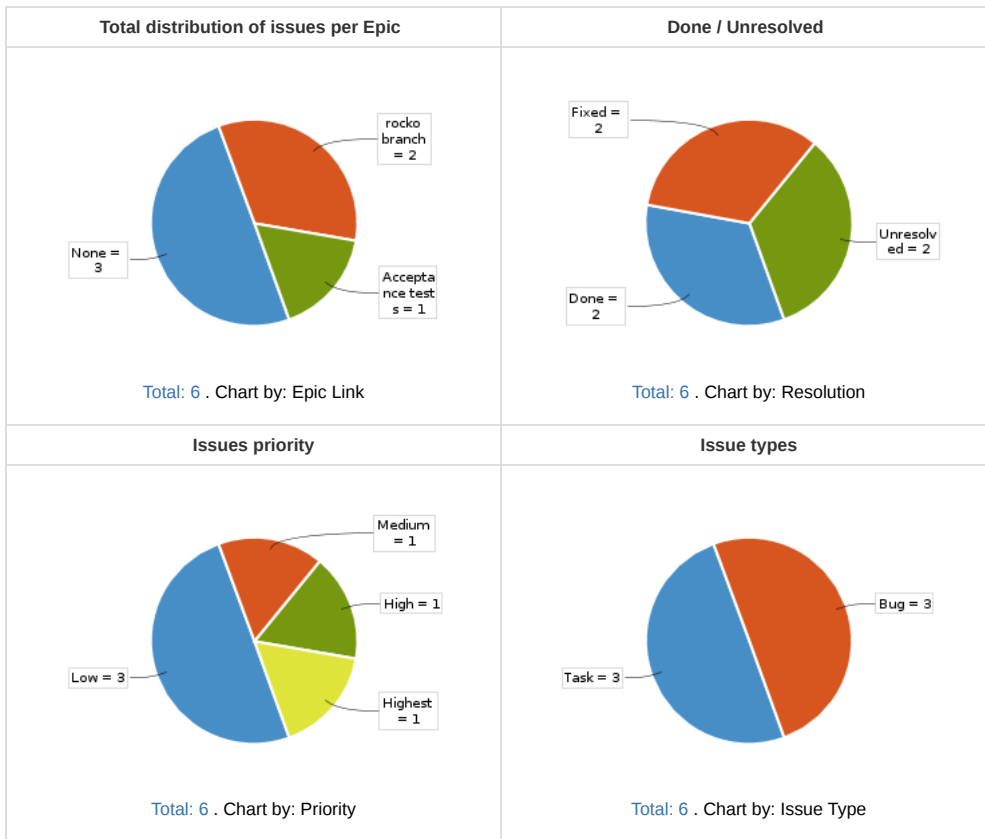 Total distribution of issues per Epic
Done / Unresolved
rocko
branch
= 2
None =
3
Accepta
nce test
s = 1
Total: 6 . Chart by: Epic Link
Fixed =
2
Unresolv
ed = 2
Done =
2
Total: 6 . Chart by: Resolution
Issues priority
Issue types
Medium
= 1
High = 1
Low = 3
Highest
= 1
Total: 6 . Chart by: Priority
Bug = 3
Task = 3
Total: 6 . Chart by: Issue Type